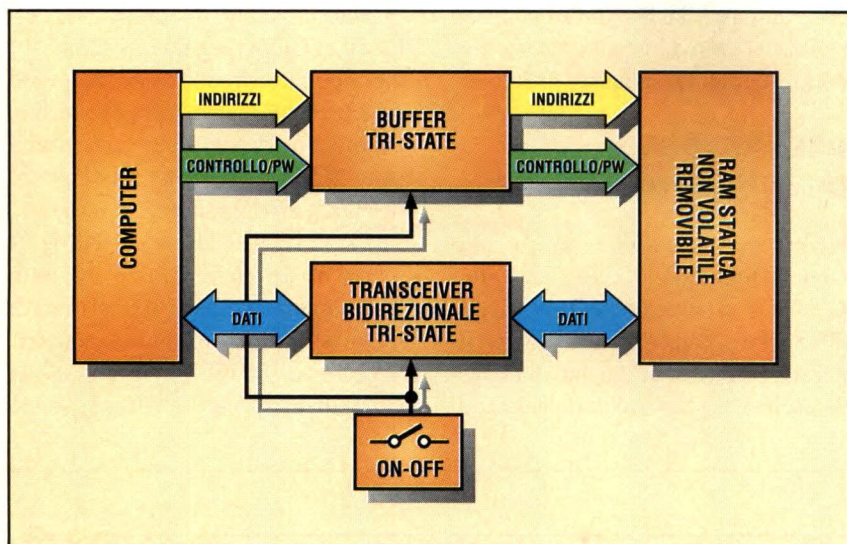 COMPUTER
INDIRIZZI
CONTROLLO/PW
BUFFER
TRI-STATE
INDIRIZZI
CONTROLLO/PW
RAM STATICA
NON VOLATILE
REMOVIBILE
DATI
TRANSCEIVER
BIDIREZIONALE
TRI-STATE
DATI
ON-OFF